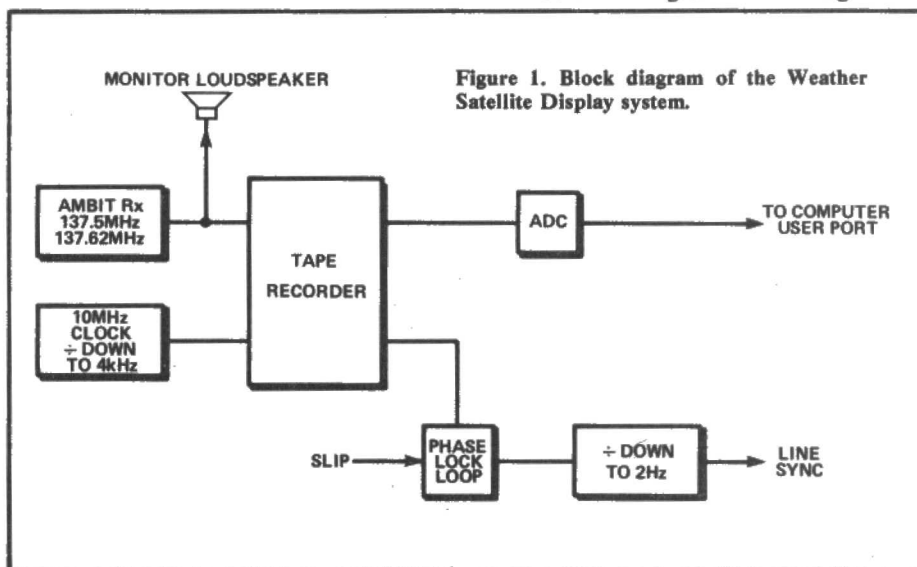 MONITOR LOUDSPEAKER
Figure 1. Block diagram of the Weather
Satellite Display system.
AMBIT Rx
137.5MHz
137.62MHz
TAPE
RECORDER
ADC
TO COMPUTER
USER PORT
10MHz
CLOCK
÷ DOWN
TO 4kHz
SLIP
PHASE
LOCK
LOOP
÷ DOWN
TO 2Hz
LINE
SYNC